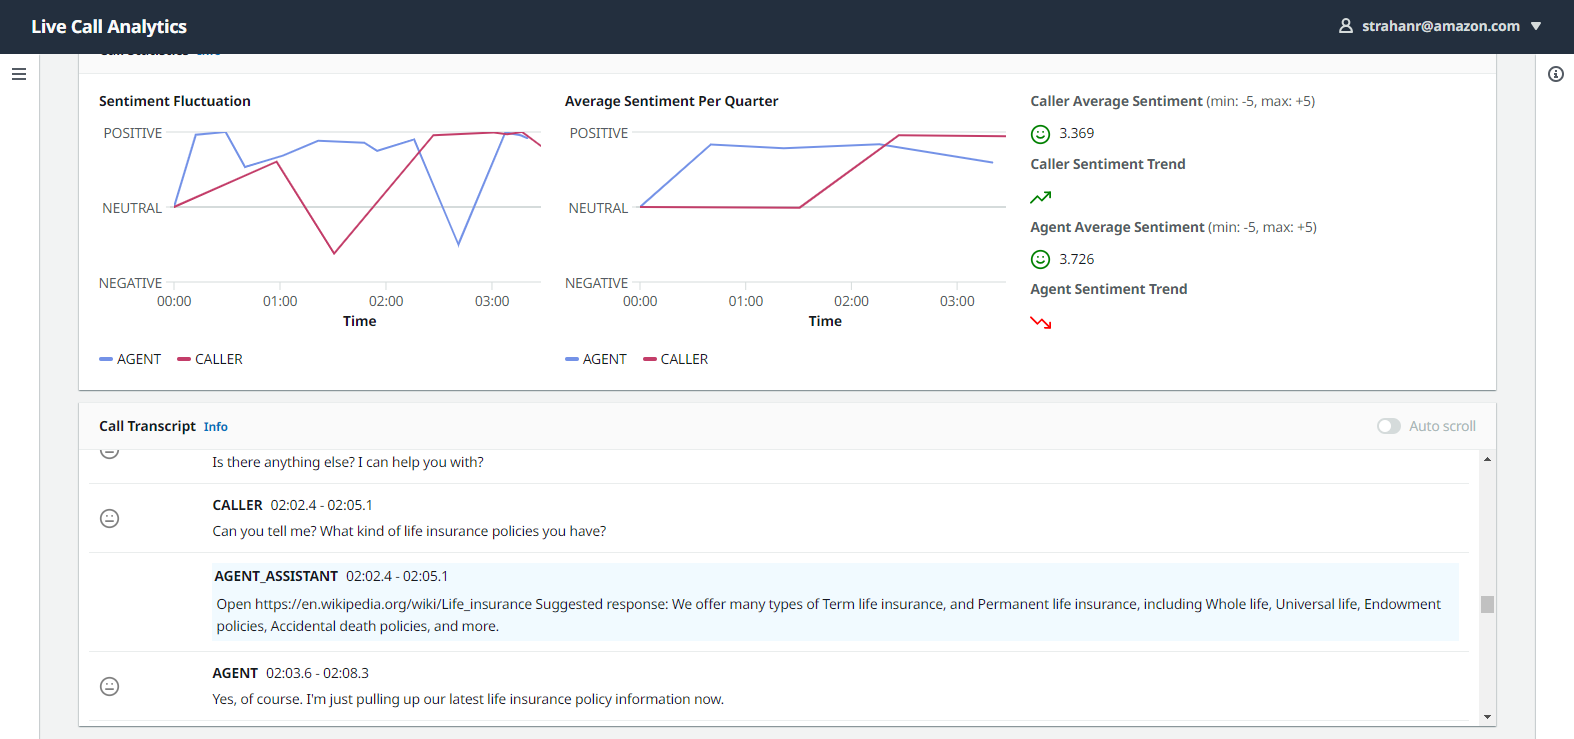 Live Call Analytics
strahanr@amazon.com
Call Statistics Info
Sentiment Fluctuation
POSITIVE
NEUTRAL
NEGATIVE
00:00 01:00 02:00 03:00
Time
AGENT CALLER
Average Sentiment Per Quarter
POSITIVE
NEUTRAL
NEGATIVE
00:00 01:00 02:00 03:00
Time
AGENT CALLER
Caller Average Sentiment (min: -5, max: +5)
3.369
Caller Sentiment Trend
Agent Average Sentiment (min: -5, max: +5)
3.726
Agent Sentiment Trend
Call Transcript Info
Auto scroll
Is there anything else? I can help you with?
CALLER 02:02.4 - 02:05.1
Can you tell me? What kind of life insurance policies you have?
AGENT_ASSISTANT 02:02.4 - 02:05.1
Open https://en.wikipedia.org/wiki/Life_insurance Suggested response: We offer many types of Term life insurance, and Permanent life insurance, including Whole life, Universal life, Endowment
policies, Accidental death policies, and more.
AGENT 02:03.6 - 02:08.3
Yes, of course. I'm just pulling up our latest life insurance policy information now.